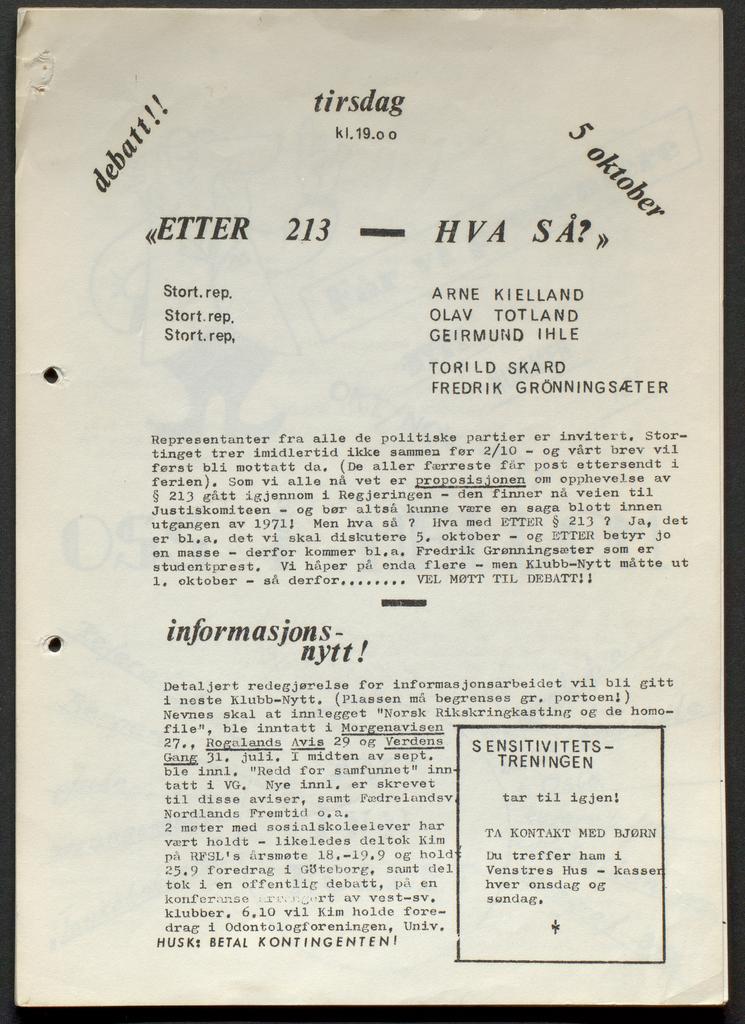 debatt!!
tirsdag
kl.19.oo
5 oktober
«ETTER 213 — HVA SÅ?»
Stort.rep. ARNE KIELLAND
Stort.rep. OLAV TOTLAND
Stort.rep, GEIRMUND IHLE
TORILD SKARD
FREDRIK GRÖNNINGSÆTER
Representanter fra alle de politiske partier er invitert. Stor-
tinget trer imidlertid ikke sammen før 2/10 - og vårt brev vil
først bli mottatt da. (De aller færreste får post ettersendt i
ferien). Som vi alle nå vet er proposisjonen om opphevelse av
§ 213 gått igjennom i Regjeringen - den finner nå veien til
Justiskomiteen - og bør altså kunne være en saga blott innen
utgangen av 1971! Men hva så ? Hva med ETTER § 213 ? Ja, det
er bl.a. det vi skal diskutere 5. oktober - og ETTER betyr jo
en masse - derfor kommer bl.a. Fredrik Grønningsæter som er
studentprest. Vi håper på enda flere - men Klubb-Nytt måtte ut
1. oktober - så derfor........ VEL MØTT TIL DEBATT!!
informasjons-
nytt!
Detaljert redegjørelse for informasjonsarbeidet vil bli gitt
i neste Klubb-Nytt. (Plassen må begrenses gr. portoen!)
Nevnes skal at innlegget "Norsk Rikskringkasting og de homo-
file", ble inntatt i Morgenavisen
27., Rogalands Avis 29 og Verdens
Gang 31. juli. I midten av sept.
ble innl. "Redd for samfunnet" inn-
tatt i VG. Nye innl. er skrevet
til disse aviser, samt Fædrelandsv
Nordlands Fremtid o.a.
2 møter med sosialskoleelever har
vært holdt - likeledes deltok Kim
på RFSL's årsmøte 18.-19.9 og hold
25.9 foredrag i Göteborg, samt del
tok i en offentlig debatt, på en
konferanse arrangert av vest-sv.
klubber. 6.10 vil Kim holde fore-
drag i Odontologforeningen, Univ.
HUSK: BETAL KONTINGENTEN!
SENSITIVITETS-
TRENINGEN
tar til igjen!
TA KONTAKT MED BJØRN
Du treffer ham i
Venstres Hus - kassen
hver onsdag og
søndag.